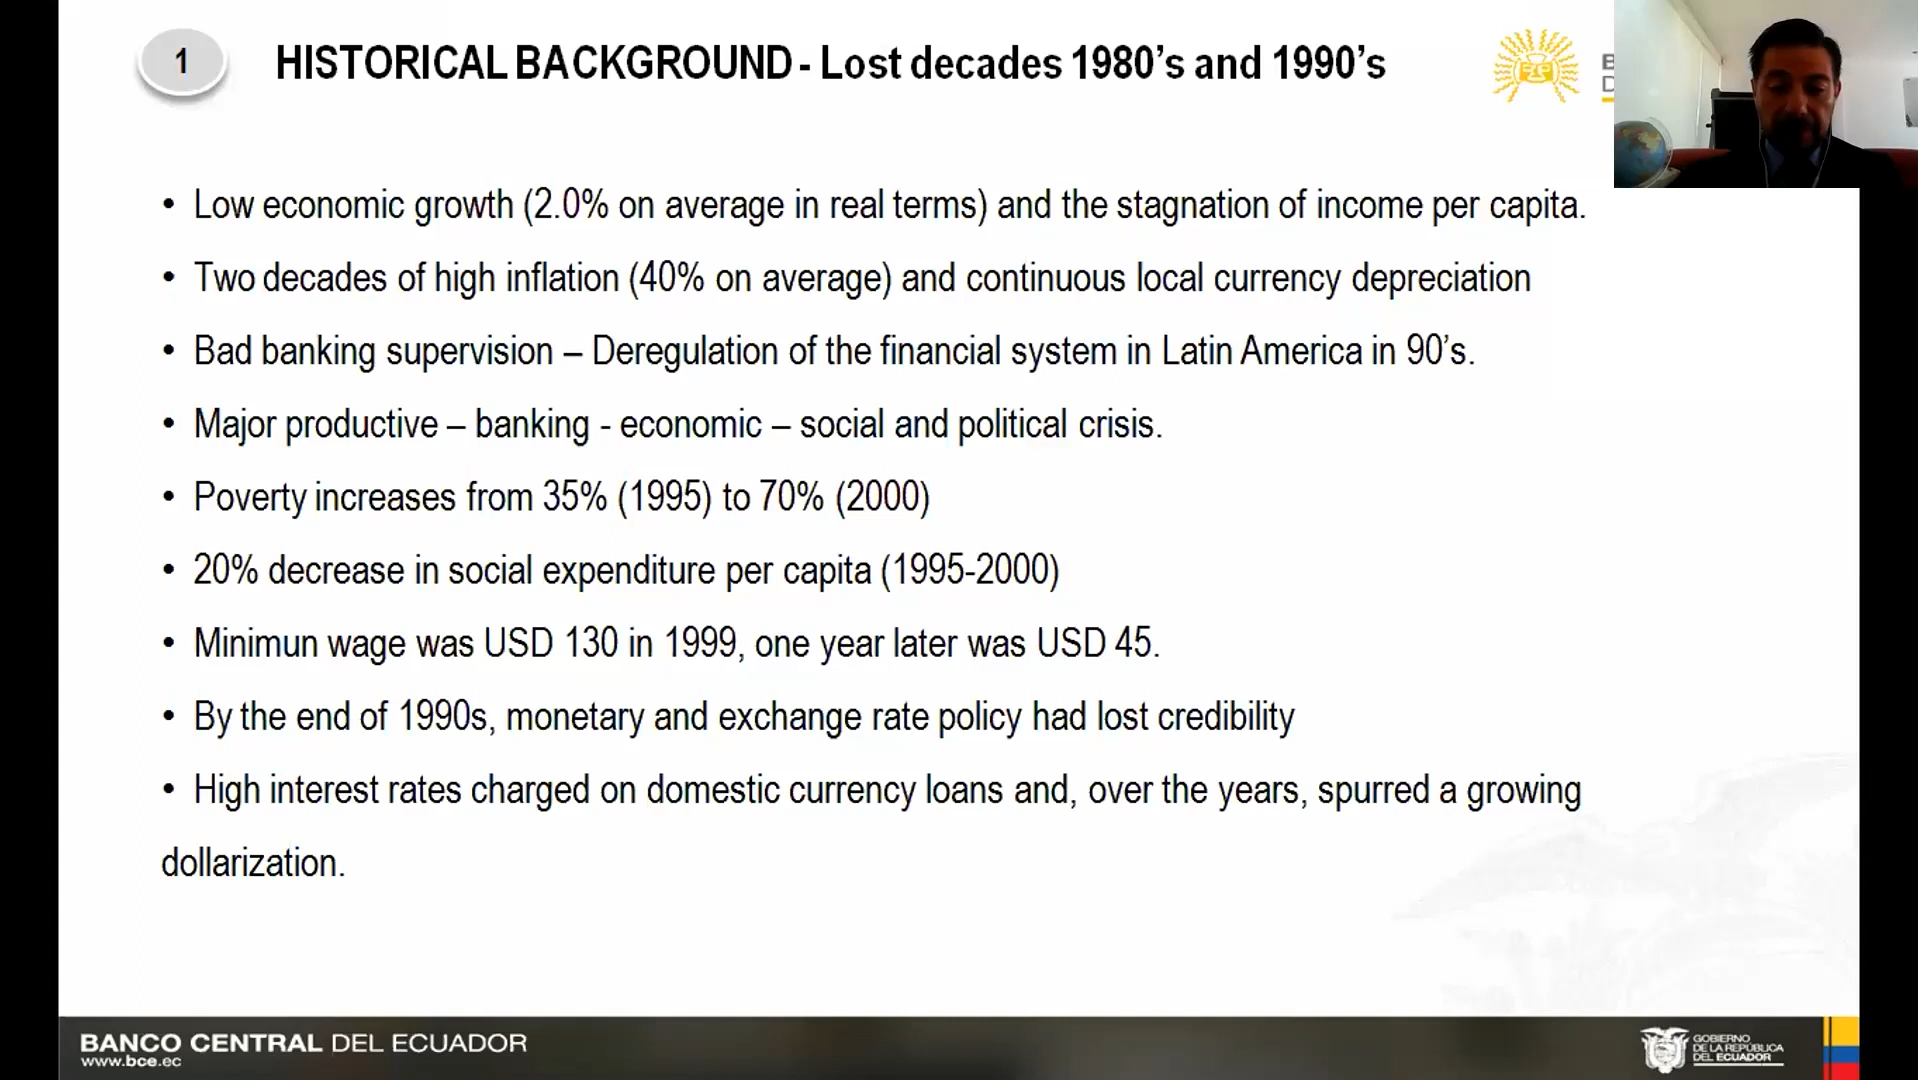 1
HISTORICAL BACKGROUND - Lost decades 1980’s and 1990’s
• Low economic growth (2.0% on average in real terms) and the stagnation of income per capita.
• Two decades of high inflation (40% on average) and continuous local currency depreciation
• Bad banking supervision – Deregulation of the financial system in Latin America in 90’s.
• Major productive – banking - economic – social and political crisis.
• Poverty increases from 35% (1995) to 70% (2000)
• 20% decrease in social expenditure per capita (1995-2000)
• Minimun wage was USD 130 in 1999, one year later was USD 45.
• By the end of 1990s, monetary and exchange rate policy had lost credibility
• High interest rates charged on domestic currency loans and, over the years, spurred a growing
dollarization.
BANCO CENTRAL DEL ECUADOR
www.bce.ec
GOBIERNO
DE LA REPÚBLICA
DEL ECUADOR